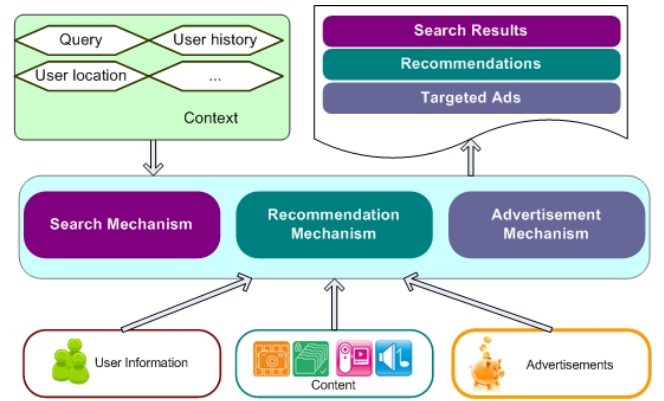 Query
User history
User location
...
Context
Search Results
Recommendations
Targeted Ads
Search Mechanism
Recommendation
Mechanism
Advertisement
Mechanism
User Information
Content
Advertisements